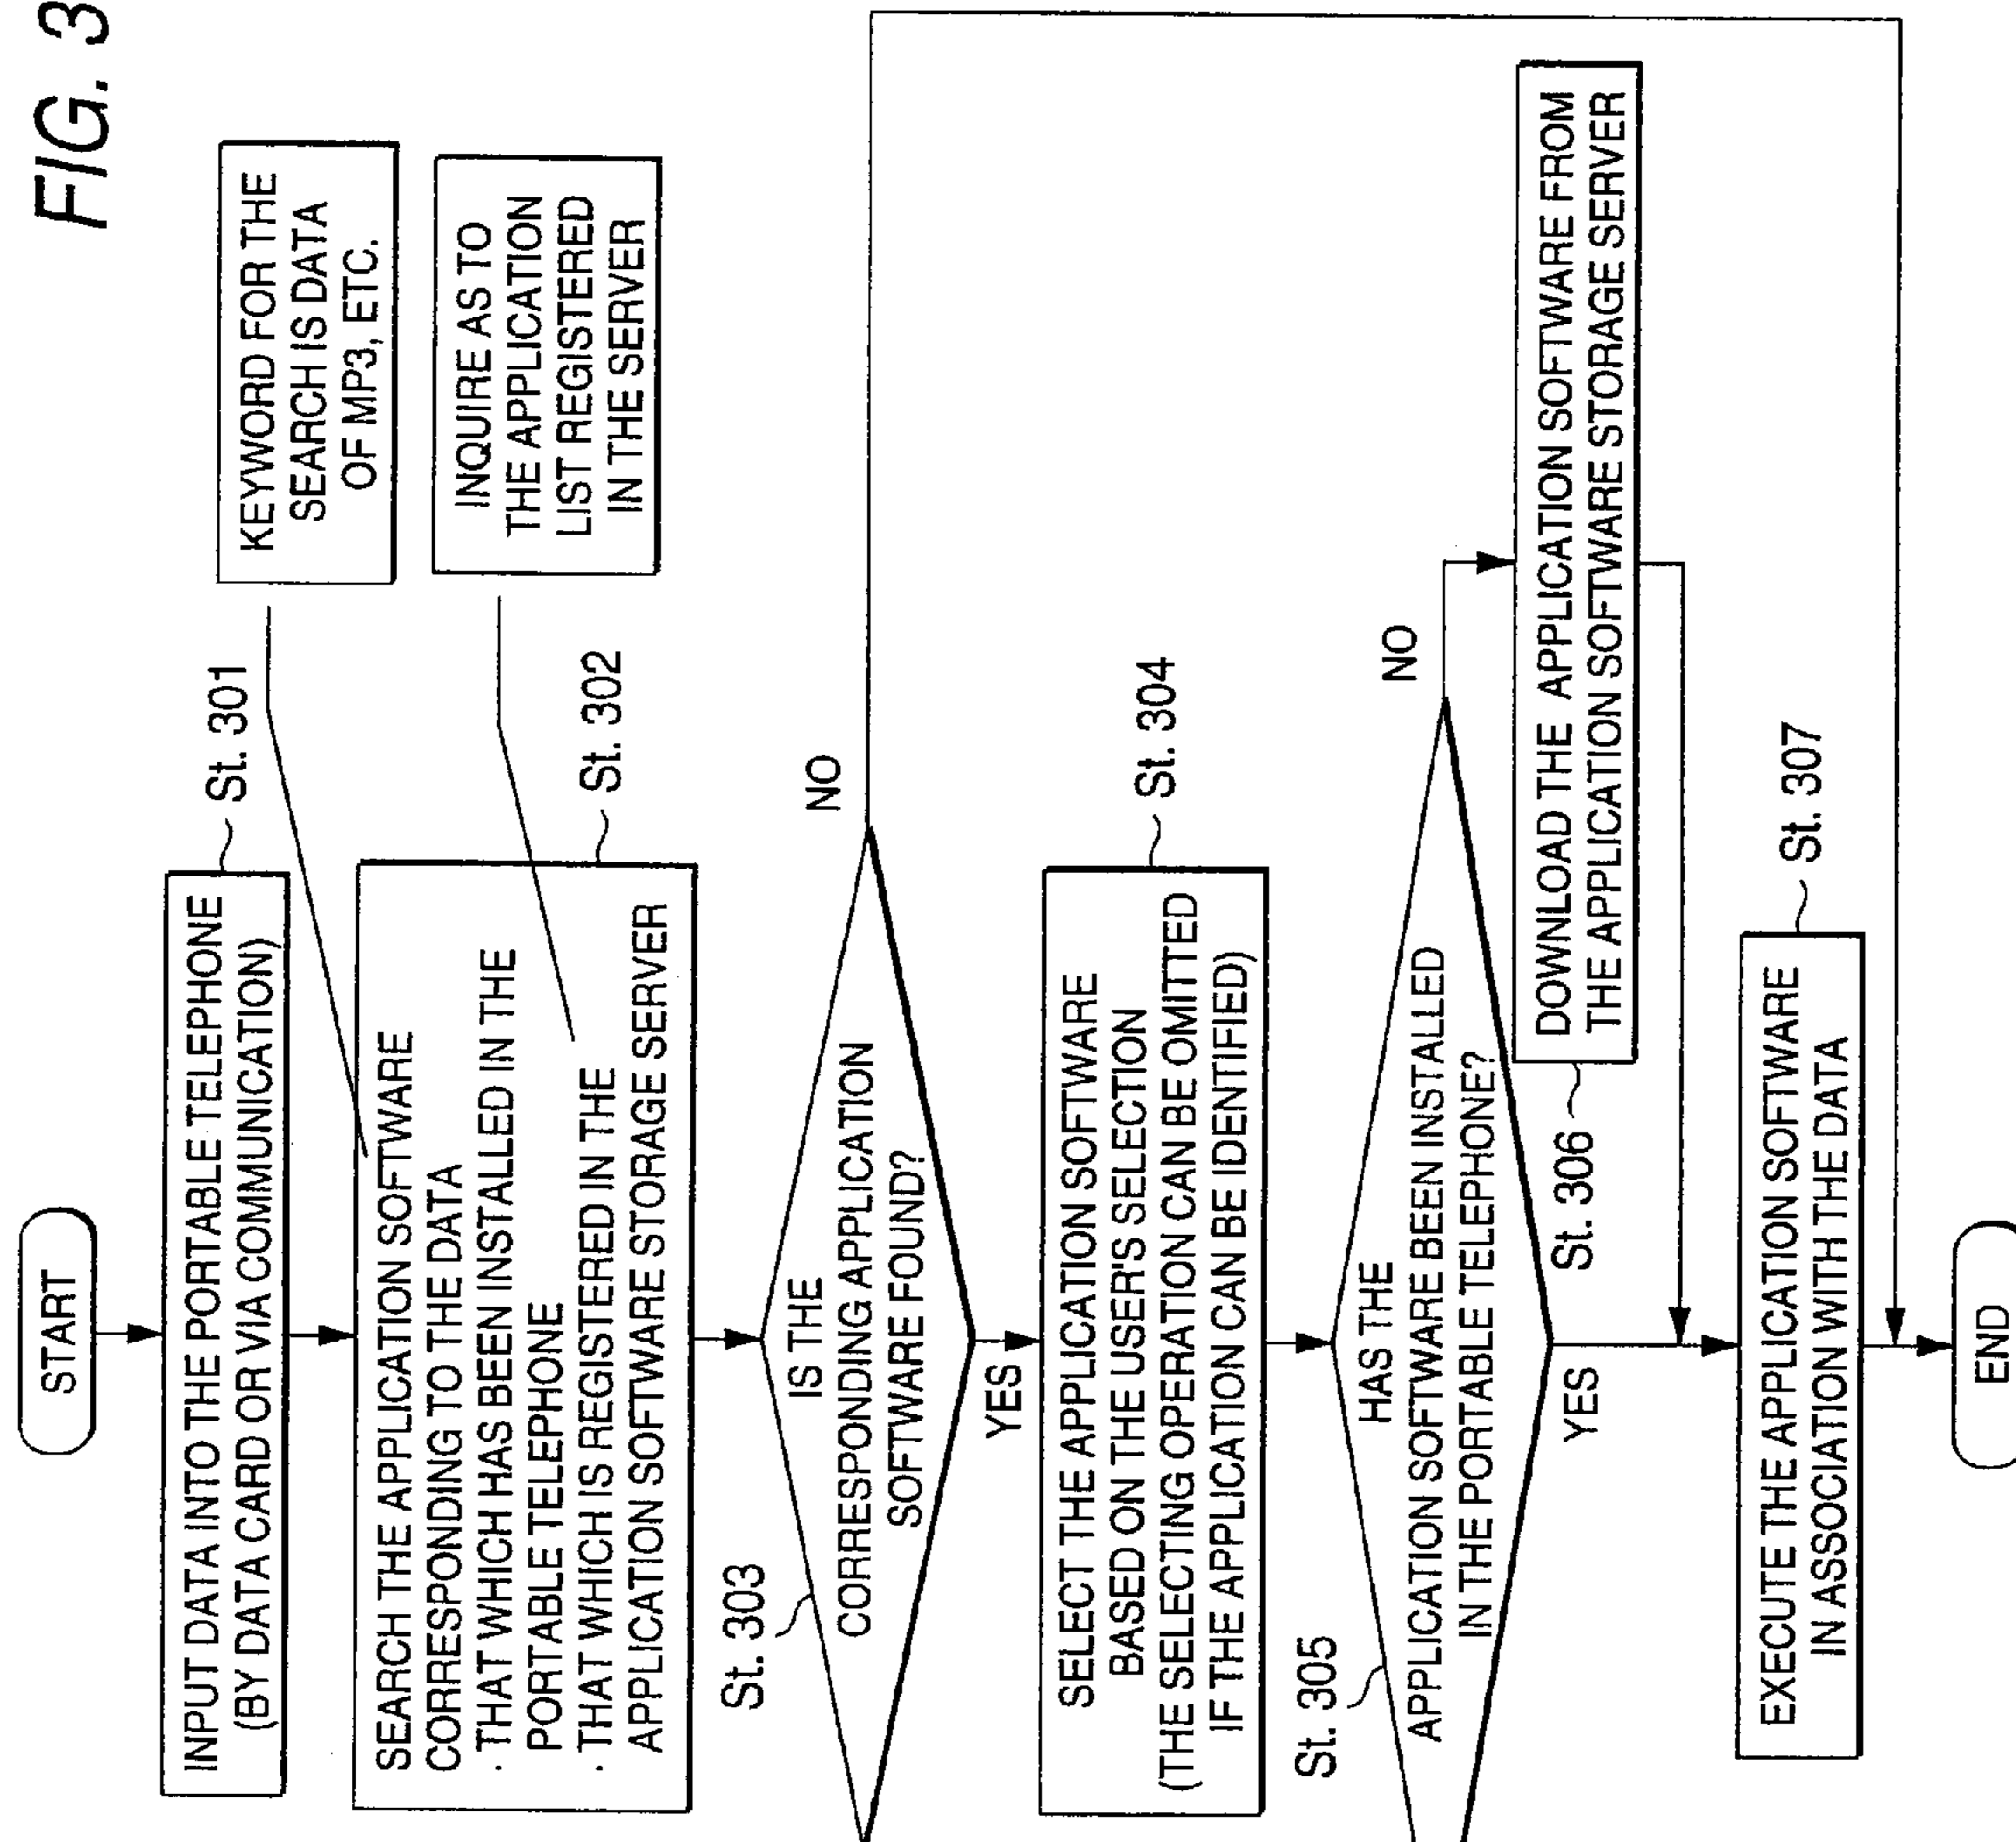 FIG. 3
START
INPUT DATA INTO THE PORTABLE TELEPHONE
(BY DATA CARD OR VIA COMMUNICATION)
St. 301
KEYWORD FOR THE
SEARCH IS DATA
OF MP3, ETC.
SEARCH THE APPLICATION SOFTWARE
CORRESPONDING TO THE DATA
· THAT WHICH HAS BEEN INSTALLED IN THE
PORTABLE TELEPHONE
· THAT WHICH IS REGISTERED IN THE
APPLICATION SOFTWARE STORAGE SERVER
St. 302
INQUIRE AS TO
THE APPLICATION
LIST REGISTERED
IN THE SERVER
St. 303
IS THE
CORRESPONDING APPLICATION
SOFTWARE FOUND?
NO
YES
SELECT THE APPLICATION SOFTWARE
BASED ON THE USER'S SELECTION
(THE SELECTING OPERATION CAN BE OMITTED
IF THE APPLICATION CAN BE IDENTIFIED)
St. 304
St. 305
HAS THE
APPLICATION SOFTWARE BEEN INSTALLED
IN THE PORTABLE TELEPHONE?
NO
YES
St. 306
DOWNLOAD THE APPLICATION SOFTWARE FROM
THE APPLICATION SOFTWARE STORAGE SERVER
EXECUTE THE APPLICATION SOFTWARE
IN ASSOCIATION WITH THE DATA
St. 307
END